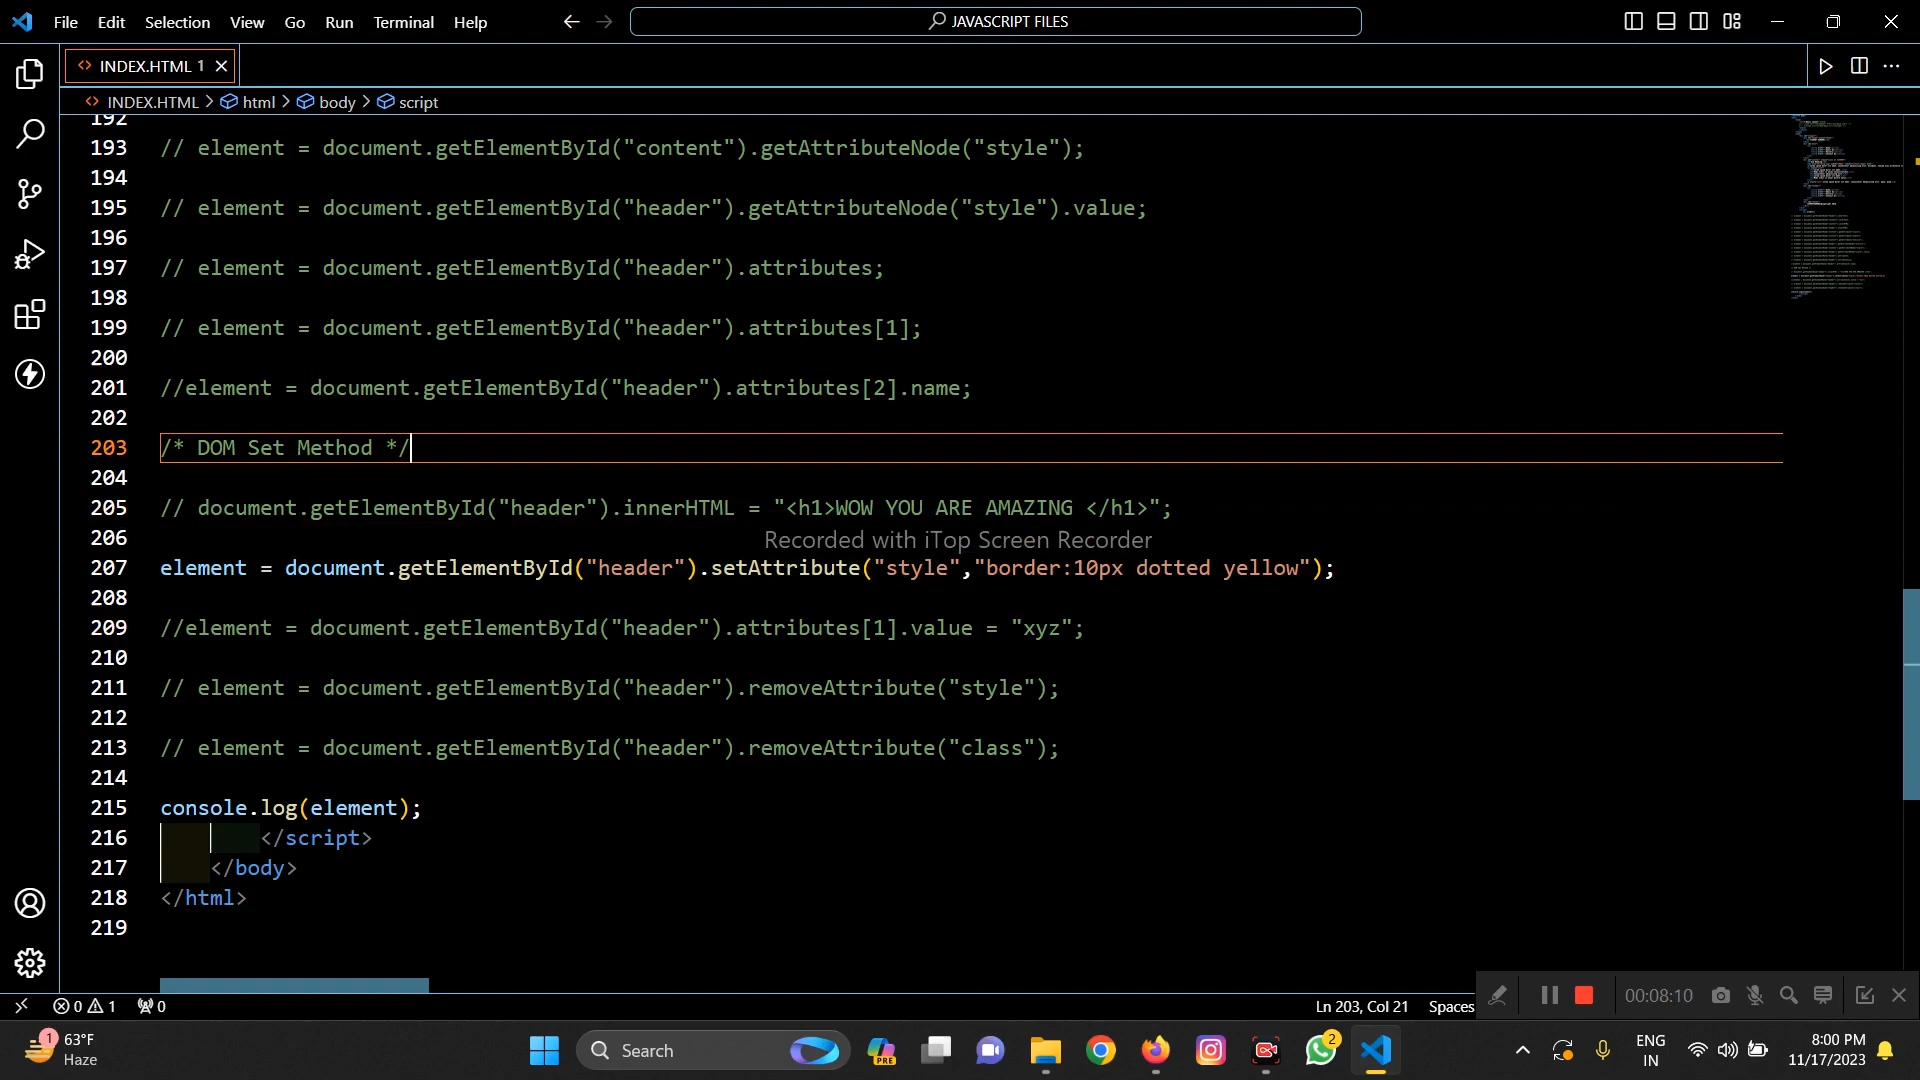 File Edit Selection View Go Run Terminal Help
JAVASCRIPT FILES
INDEX.HTML 1
INDEX.HTML > html > body > script
192
193 // element = document.getElementById("content").getAttributeNode("style");
194
195 // element = document.getElementById("header").getAttributeNode("style").value;
196
197 // element = document.getElementById("header").attributes;
198
199 // element = document.getElementById("header").attributes[1];
200
201 //element = document.getElementById("header").attributes[2].name;
202
203 /* DOM Set Method */
204
205 // document.getElementById("header").innerHTML = "<h1>WOW YOU ARE AMAZING </h1>";
206
Recorded with iTop Screen Recorder
207 element = document.getElementById("header").setAttribute("style","border:10px dotted yellow");
208
209 //element = document.getElementById("header").attributes[1].value = "xyz";
210
211 // element = document.getElementById("header").removeAttribute("style");
212
213 // element = document.getElementById("header").removeAttribute("class");
214
215 console.log(element);
216 </script>
217 </body>
218 </html>
219
0 1 0
Ln 203, Col 21 Spaces
00:08:10
1 63°F
Haze
Search
PRE
2
ENG
IN
8:00 PM
11/17/2023